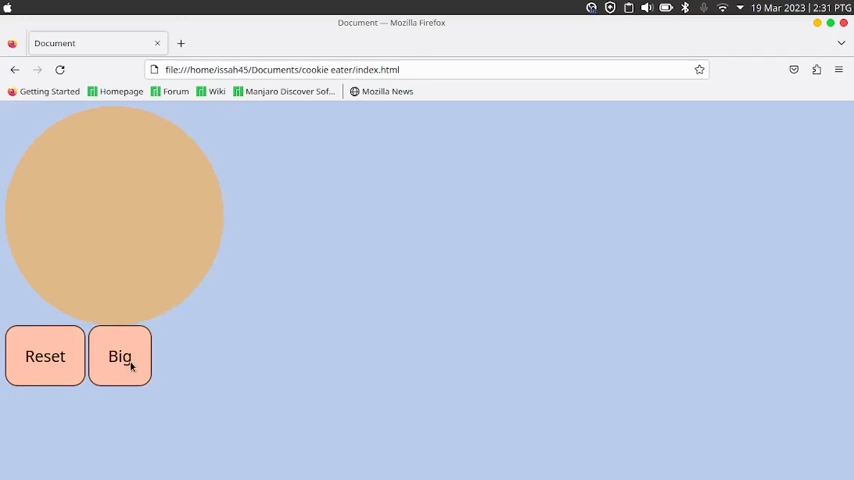 19 Mar 2023 | 2:31 PTG
Document — Mozilla Firefox
Document
file:///home/issah45/Documents/cookie eater/index.html
Getting Started Homepage Forum Wiki Manjaro Discover Sof... Mozilla News
Reset Big